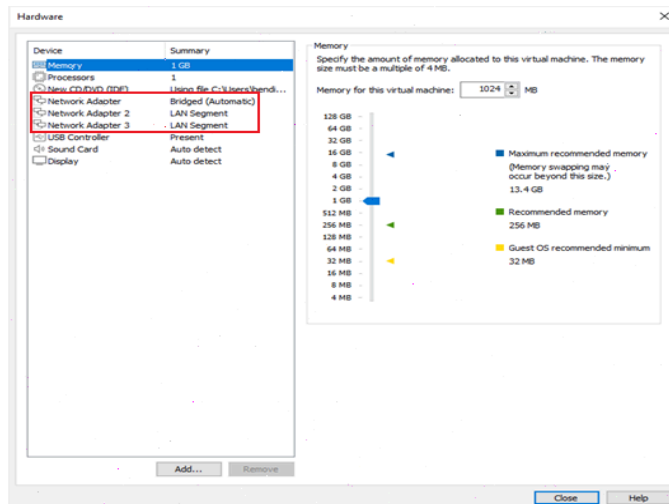 Hardware
Device Summary
Memory 1 GB
Processors 1
New CD/DVD (IDE) Using file C:\Users\bendi...
Network Adapter Bridged (Automatic)
Network Adapter 2 LAN Segment
Network Adapter 3 LAN Segment
USB Controller Present
Sound Card Auto detect
Display Auto detect
Add... Remove
Memory
Specify the amount of memory allocated to this virtual machine. The memory
size must be a multiple of 4 MB.
Memory for this virtual machine: 1024 MB
128 GB
64 GB
32 GB
16 GB
8 GB
4 GB
2 GB
1 GB
512 MB
256 MB
128 MB
64 MB
32 MB
16 MB
8 MB
4 MB
Maximum recommended memory
(Memory swapping may
occur beyond this size.)
13.4 GB
Recommended memory
256 MB
Guest OS recommended minimum
32 MB
Close Help